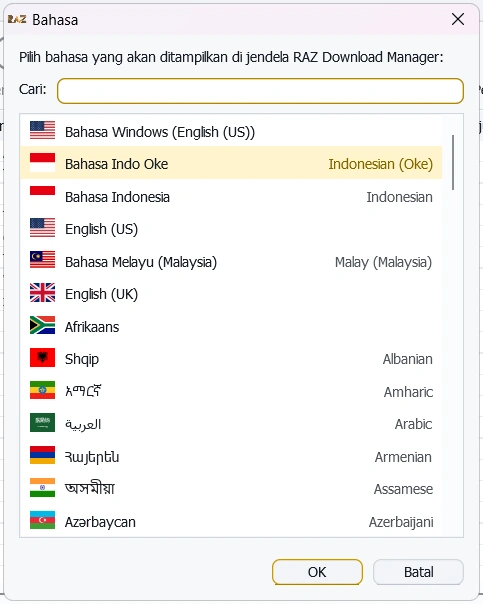 RAZ Bahasa
Pilih bahasa yang akan ditampilkan di jendela RAZ Download Manager:
Cari:
Bahasa Windows (English (US))
Bahasa Indo Oke Indonesian (Oke)
Bahasa Indonesia Indonesian
English (US)
Bahasa Melayu (Malaysia) Malay (Malaysia)
English (UK)
Afrikaans
Shqip Albanian
አማርኛ Amharic
العربية Arabic
Հայերեն Armenian
অসমীয়া Assamese
Azərbaycan Azerbaijani
OK Batal